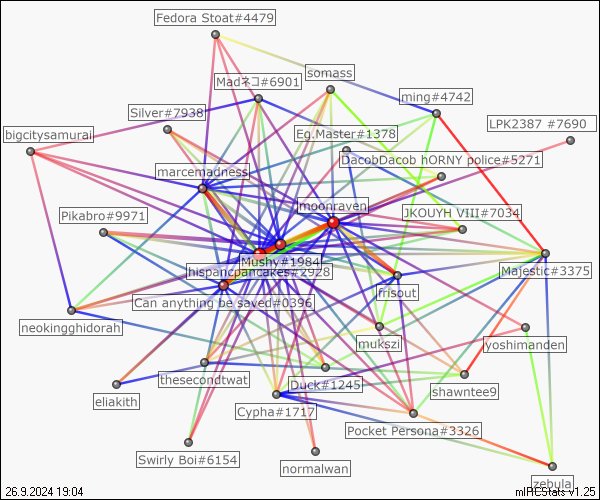 Fedora Stoat#4479
somass
Madネコ#6901
ming#4742
Silver#7938
LPK2387 #7690
bigcitysamurai
Eg.Master#1378
DacobDacob hORNY police#5271
marcemadness
moonraven
Pikabro#9971
JKOUYH VIII#7034
Mushy#1984
hispancpancakes#2928
Majestic#3375
frisout
Can anything be saved#0396
neokingghidorah
mukszi
yoshimanden
thesecondtwat
Duck#1245
shawntee9
eliakith
Cypha#1717
Pocket Persona#3326
Swirly Boi#6154
normalwan
zebula
26.9.2024 19:04
mIRCStats v1.25